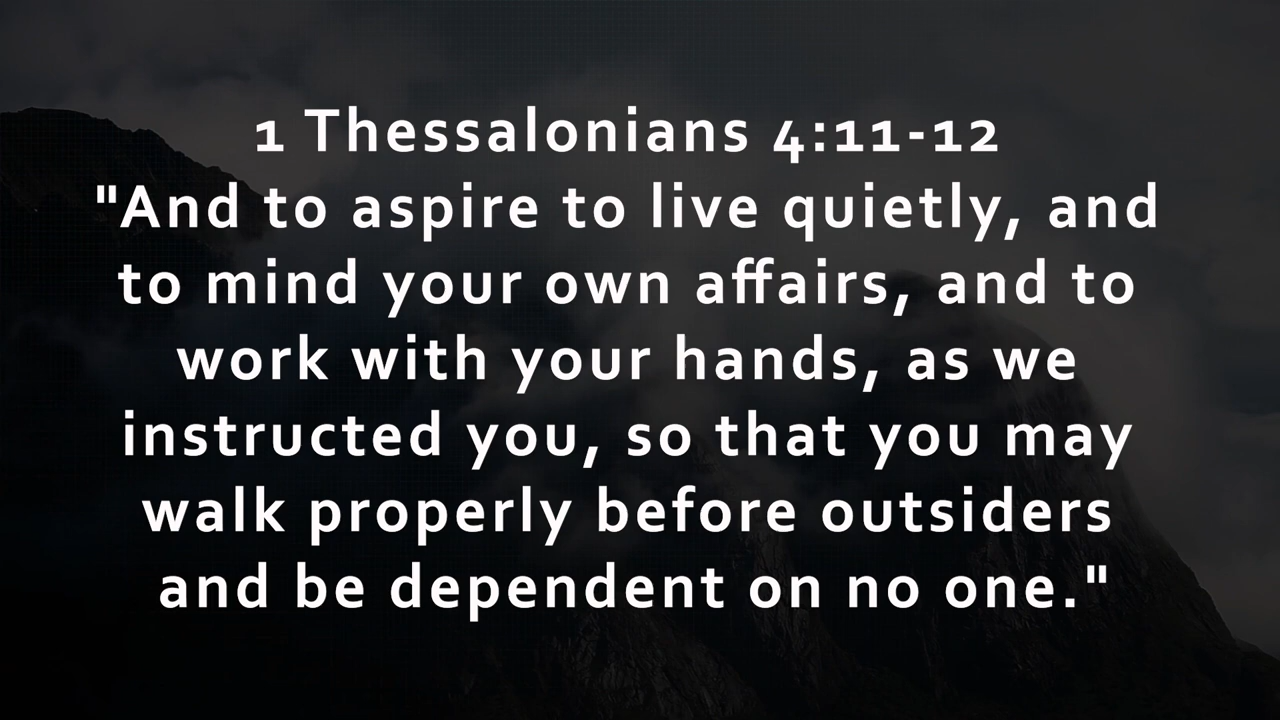 1 Thessalonians 4:11-12
"And to aspire to live quietly, and
to mind your own affairs, and to
work with your hands, as we
instructed you, so that you may
walk properly before outsiders
and be dependent on no one."